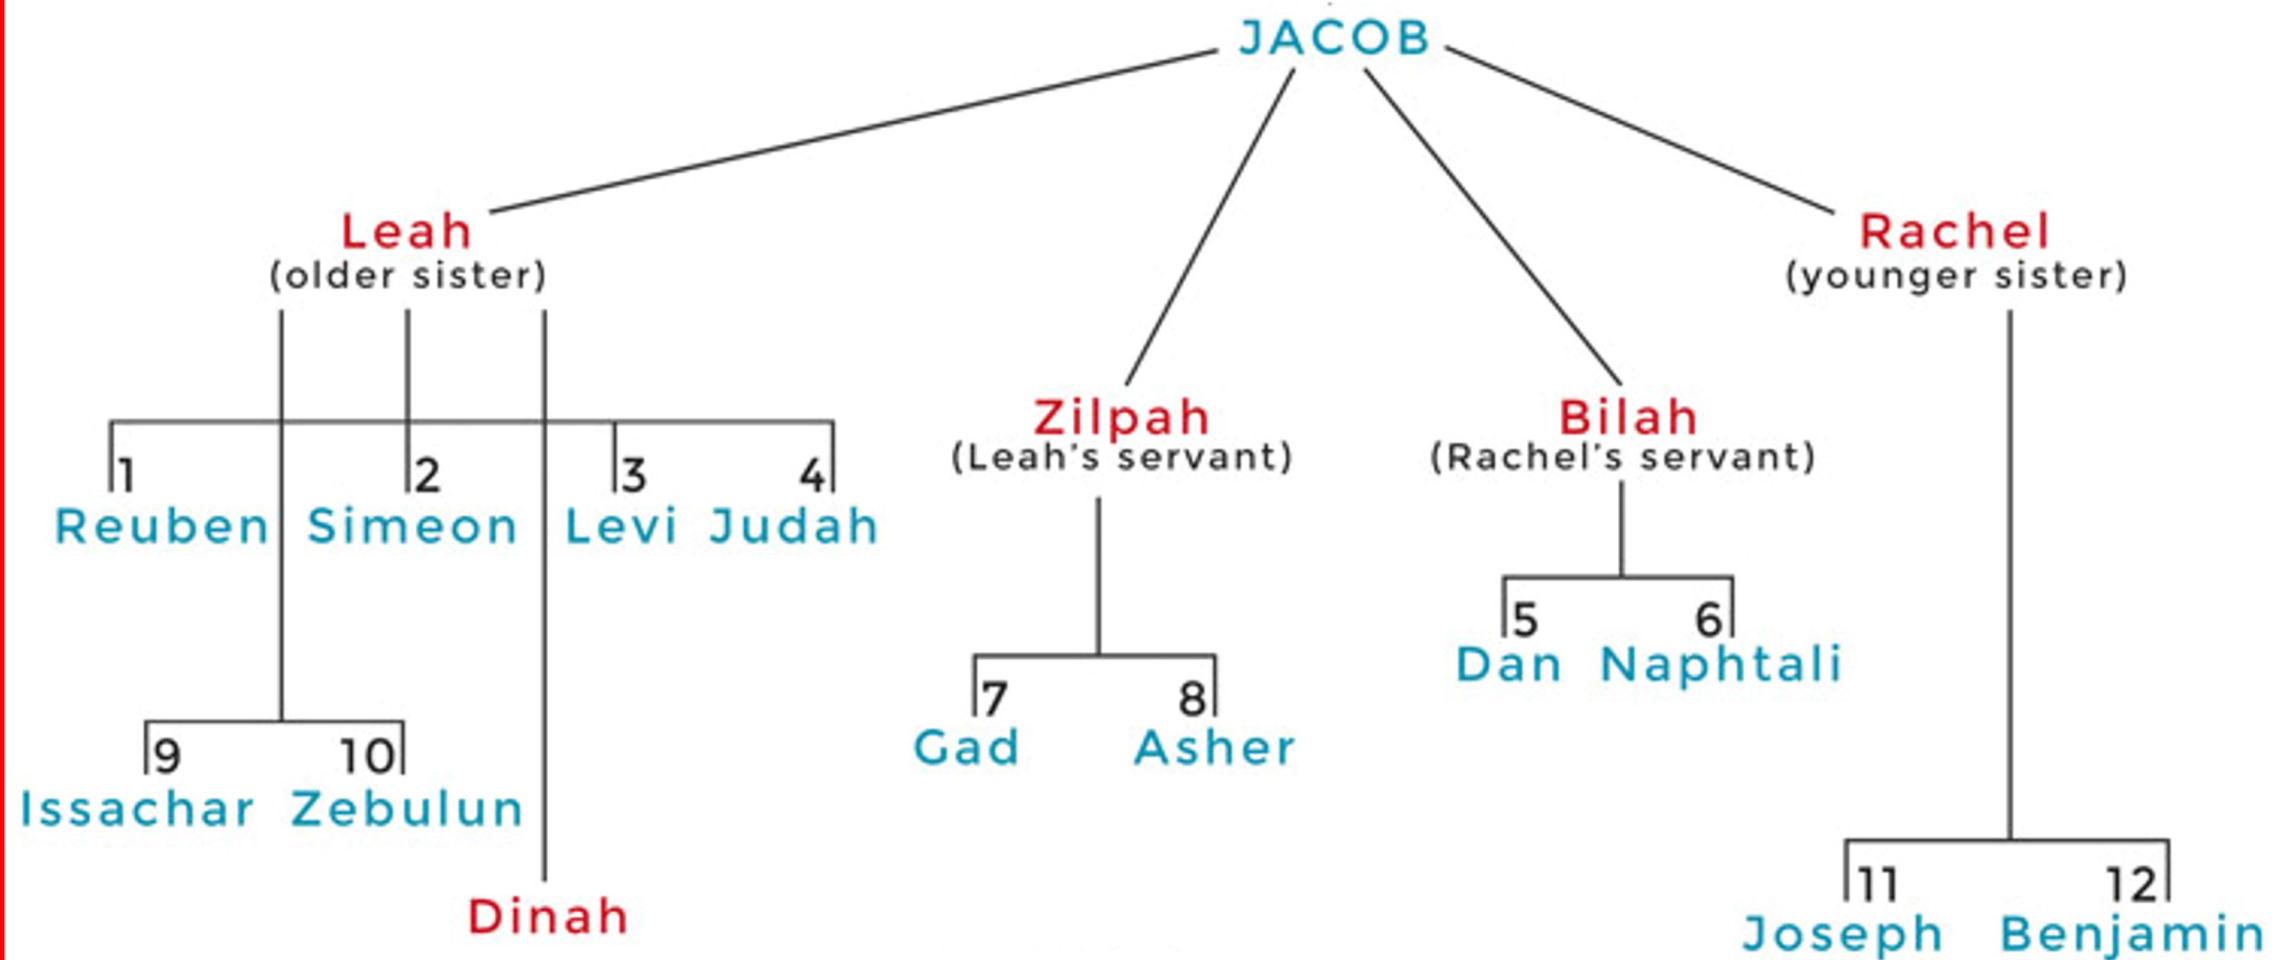 JACOB
Leah
(older sister)
Rachel
(younger sister)
Zilpah
(Leah's servant)
Bilah
(Rachel's servant)
1 2 3 4
Reuben Simeon Levi Judah
5 6
Dan Naphtali
7 8
Gad Asher
9 10
Issachar Zebulun
11 12
Joseph Benjamin
Dinah